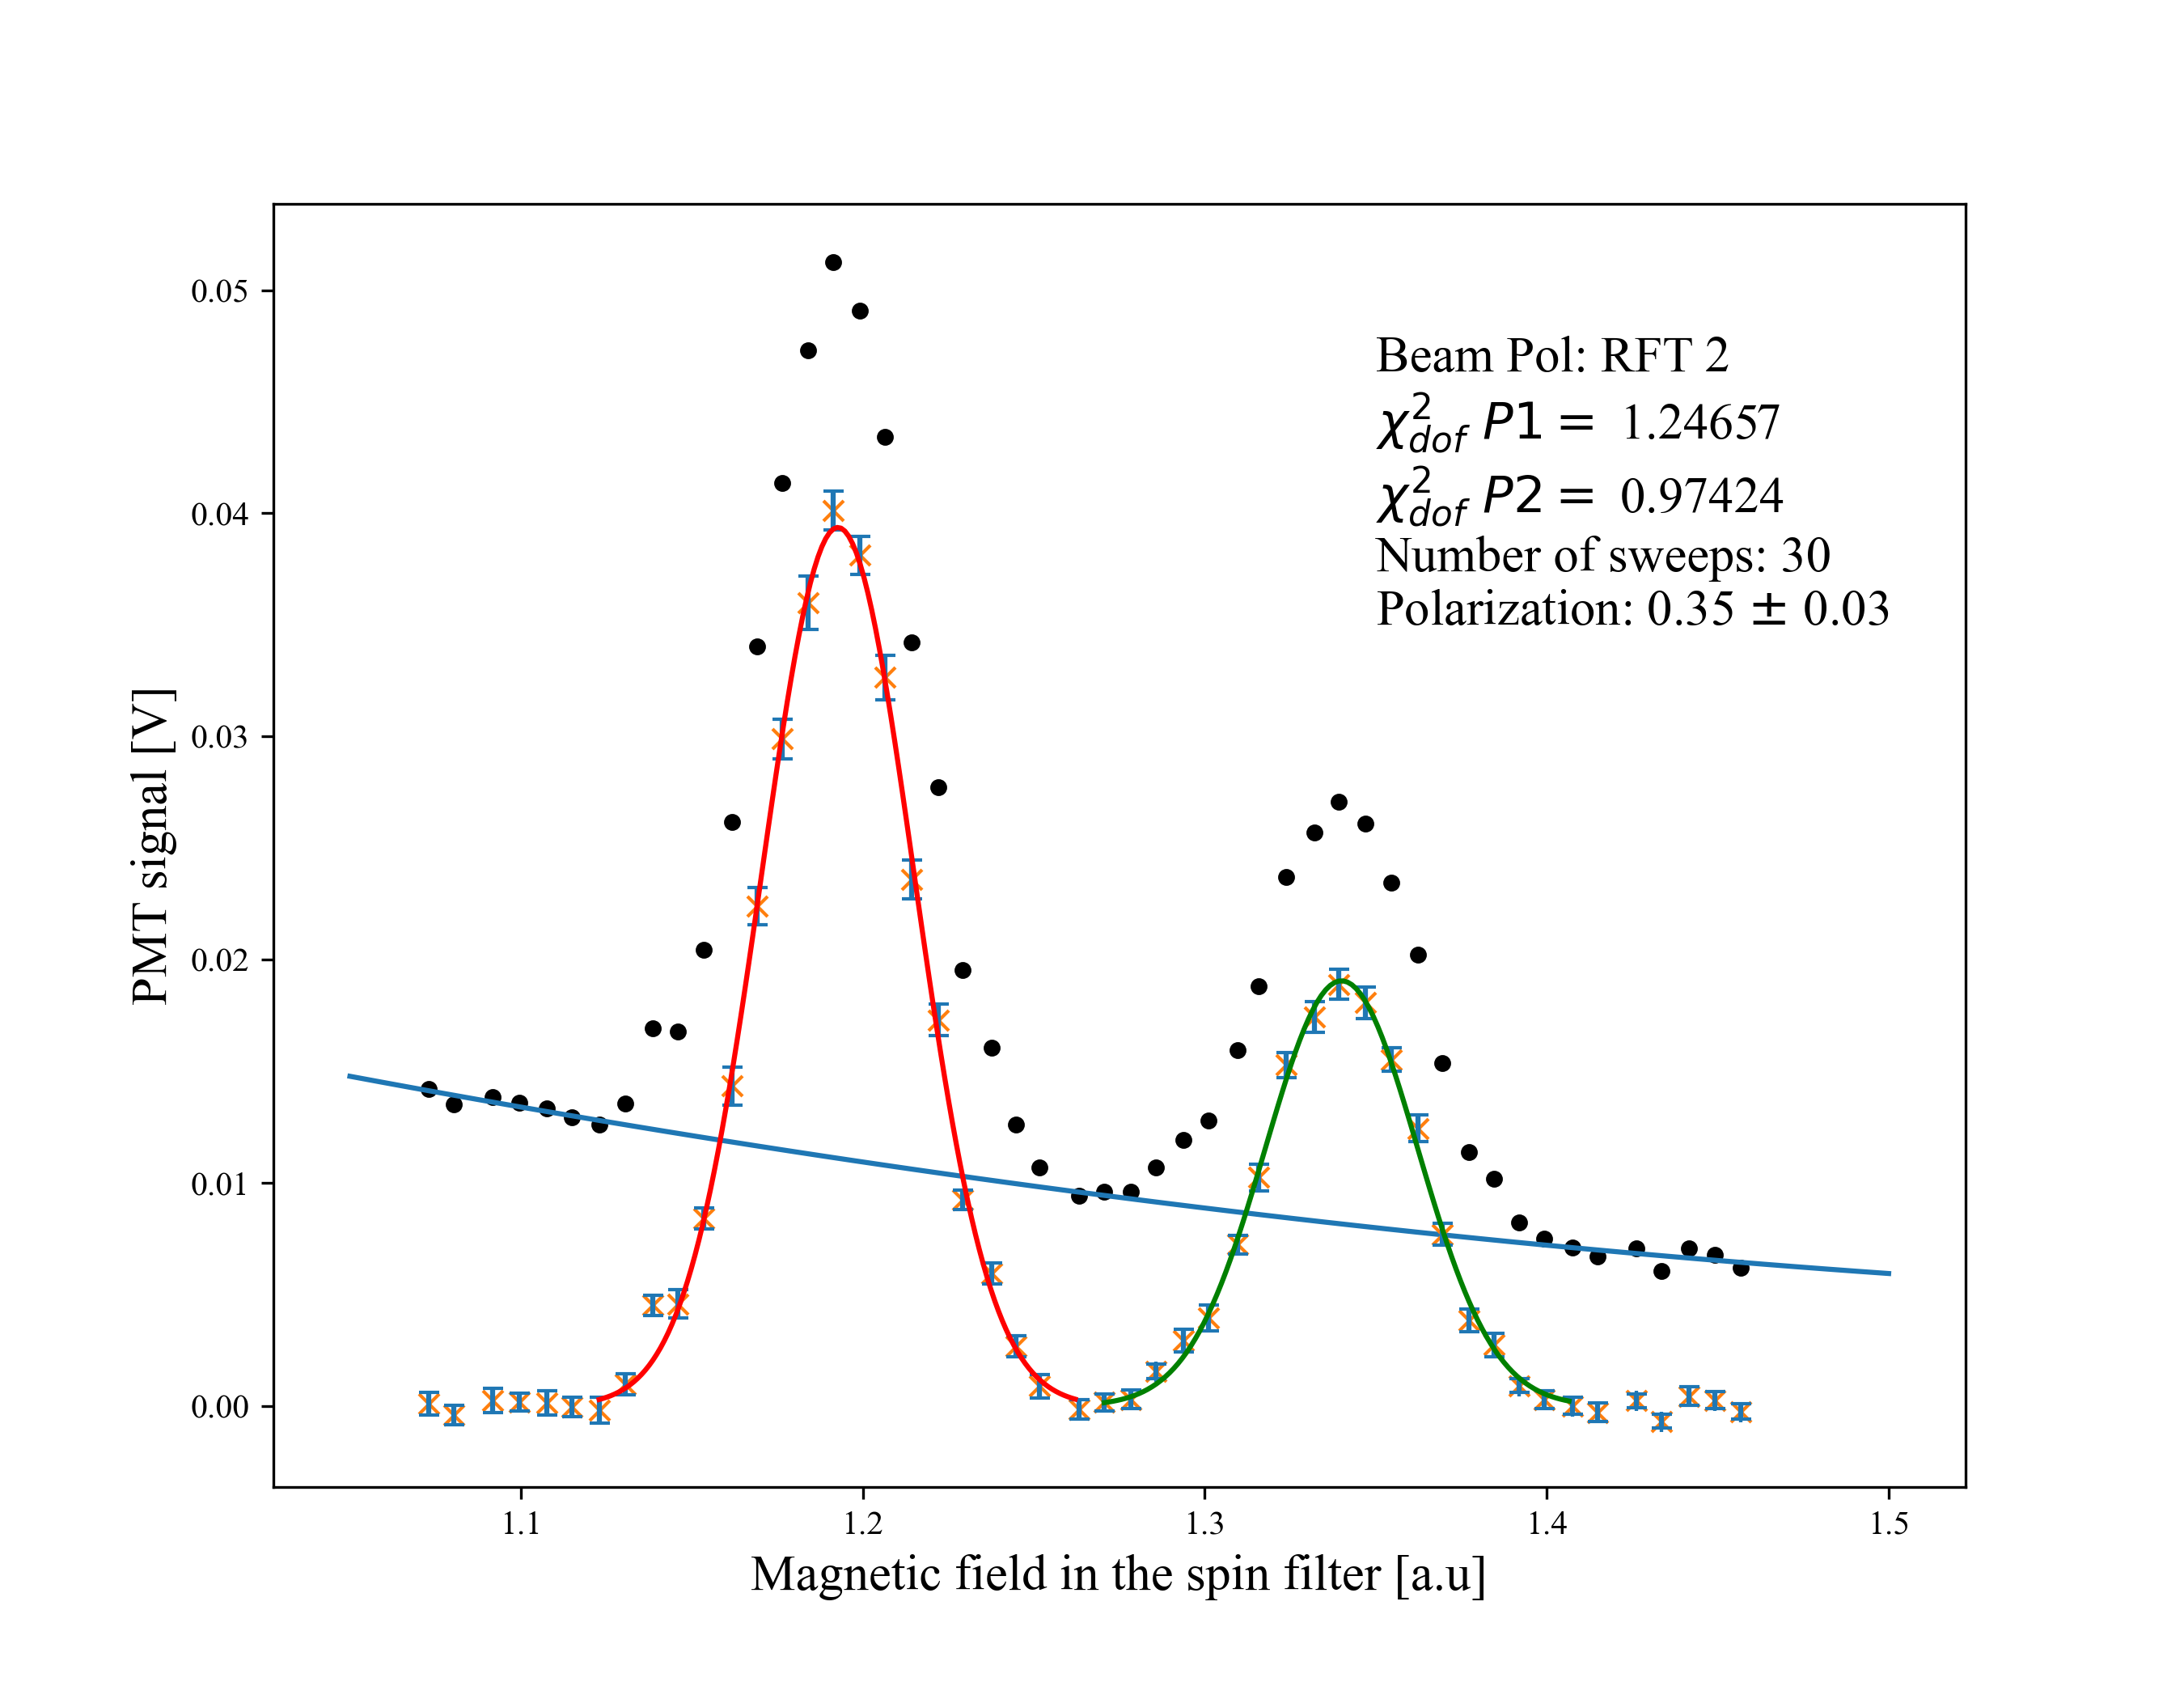 Beam Pol: RFT 2
χ²dof P1 = 1.24657
χ²dof P2 = 0.97424
Number of sweeps: 30
Polarization: 0.35 ± 0.03
PMT signal [V]
0.05
0.04
0.03
0.02
0.01
0.00
1.1 1.2 1.3 1.4 1.5
Magnetic field in the spin filter [a.u]